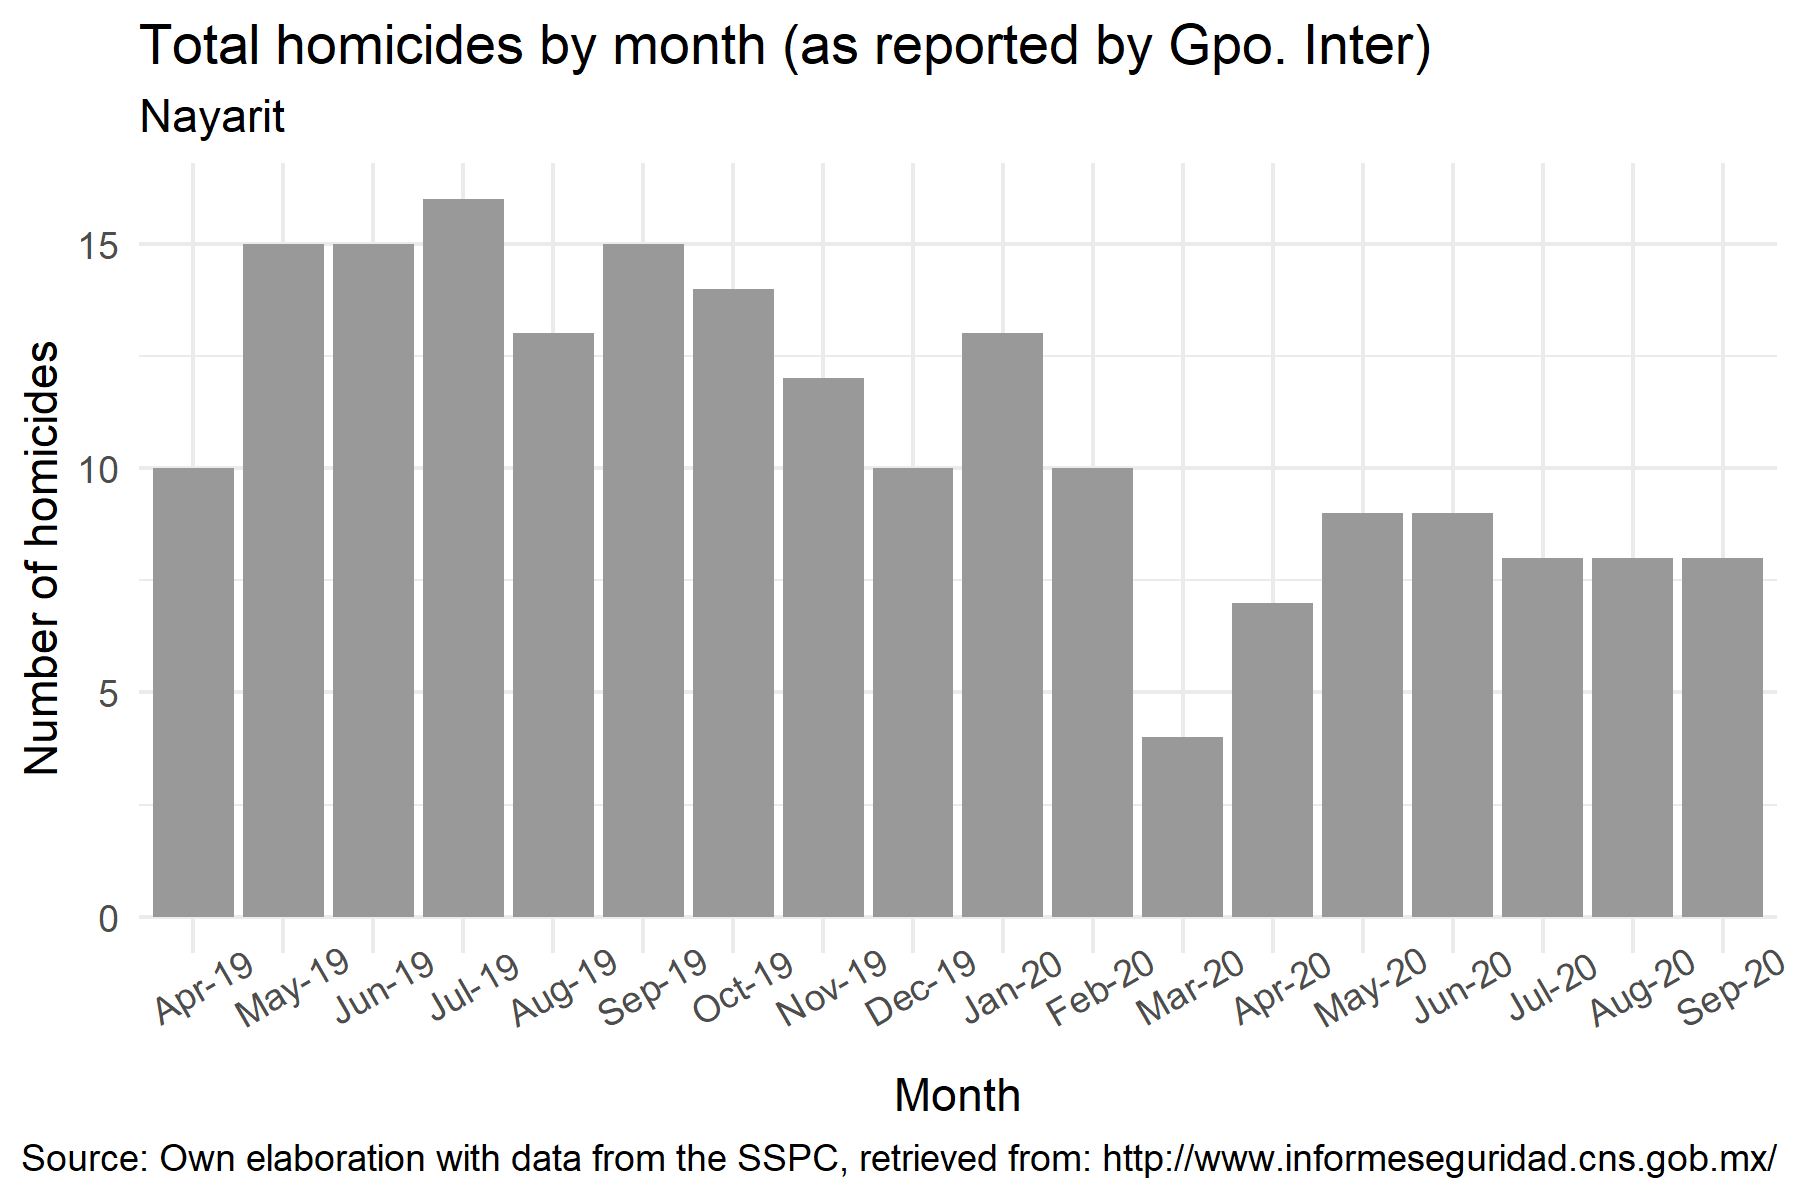 Total homicides by month (as reported by Gpo. Inter)
Nayarit
Number of homicides
15
10
5
0
Apr-19
May-19
Jun-19
Jul-19
Aug-19
Sep-19
Oct-19
Nov-19
Dec-19
Jan-20
Feb-20
Mar-20
Apr-20
May-20
Jun-20
Jul-20
Aug-20
Sep-20
Month
Source: Own elaboration with data from the SSPC, retrieved from: http://www.informeseguridad.cns.gob.mx/